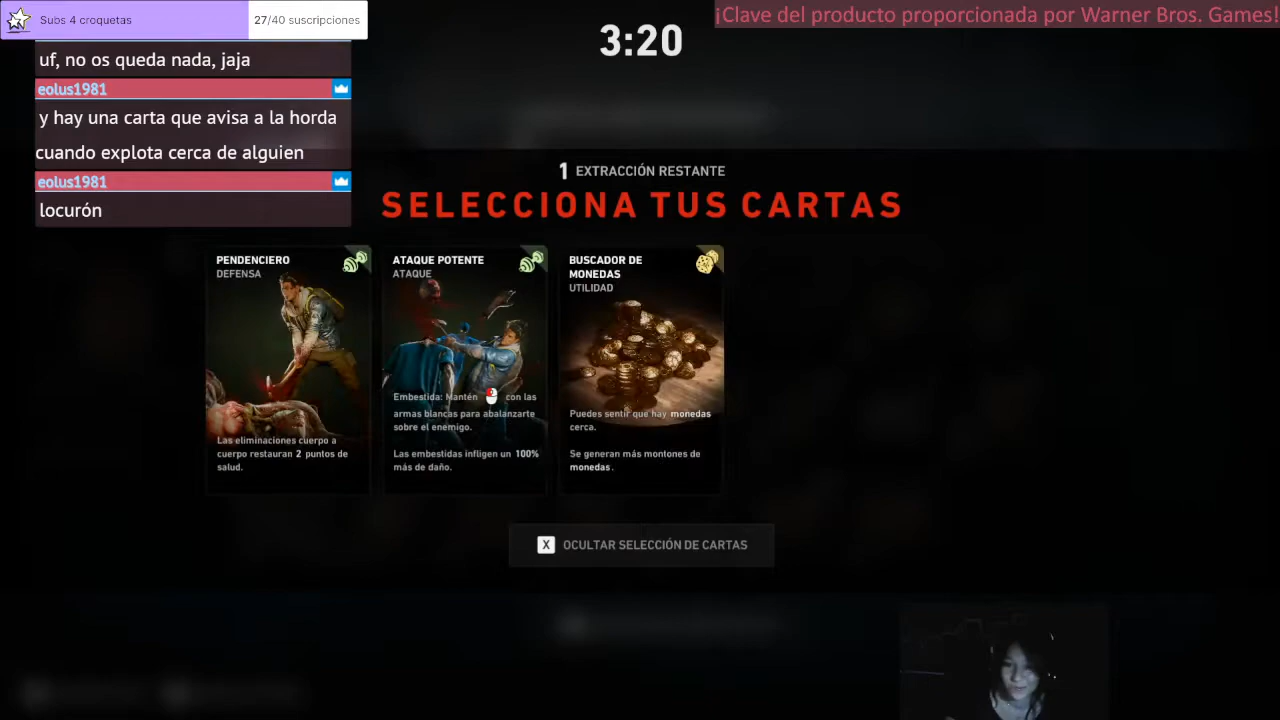 Subs 4 croquetas
27/40 suscripciones
¡Clave del producto proporcionada por Warner Bros. Games!
3:20
uf, no os queda nada, jaja
eolus1981
y hay una carta que avisa a la horda
cuando explota cerca de alguien
eolus1981
locurón
1 EXTRACCIÓN RESTANTE
SELECCIONA TUS CARTAS
PENDENCIERO
DEFENSA
Las eliminaciones cuerpo a
cuerpo restauran 2 puntos de
salud.
ATAQUE POTENTE
ATAQUE
Embestida: Mantén con las
armas blancas para abalanzarte
sobre el enemigo.
Las embestidas infligen un 100%
más de daño.
BUSCADOR DE
MONEDAS
UTILIDAD
Puedes sentir que hay monedas
cerca.
Se generan más montones de
monedas.
X OCULTAR SELECCIÓN DE CARTAS